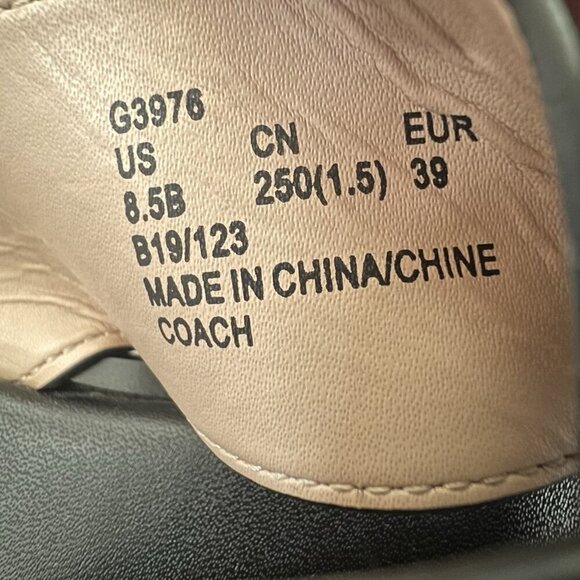 G3976
US CN EUR
8.5B 250(1.5) 39
B19/123
MADE IN CHINA/CHINE
COACH